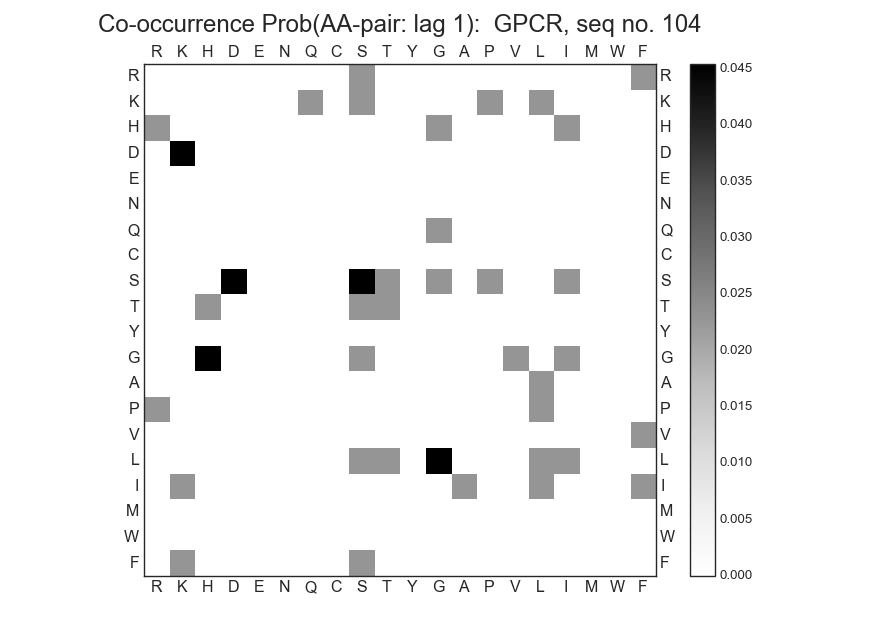 Co-occurrence Prob(AA-pair: lag 1):  GPCR, seq no. 104
R K H D E N Q C S T Y G A P V L I M W F
R R 0.045
K K
H H 0.040
D D 0.035
E E
N N 0.030
Q Q
C C
S S 0.025
T T
Y Y 0.020
G G
A A
P P 0.015
V V
L L 0.010
I I
M M 0.005
W W
F F 0.000
R K H D E N Q C S T Y G A P V L I M W F